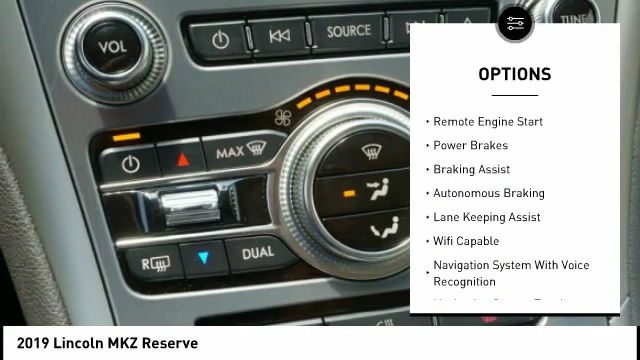 VOL
SOURCE
TUNE
MAX
R
DUAL
OPTIONS
Remote Engine Start
Power Brakes
Braking Assist
Autonomous Braking
Lane Keeping Assist
Wifi Capable
Navigation System With Voice
Recognition
2019 Lincoln MKZ Reserve